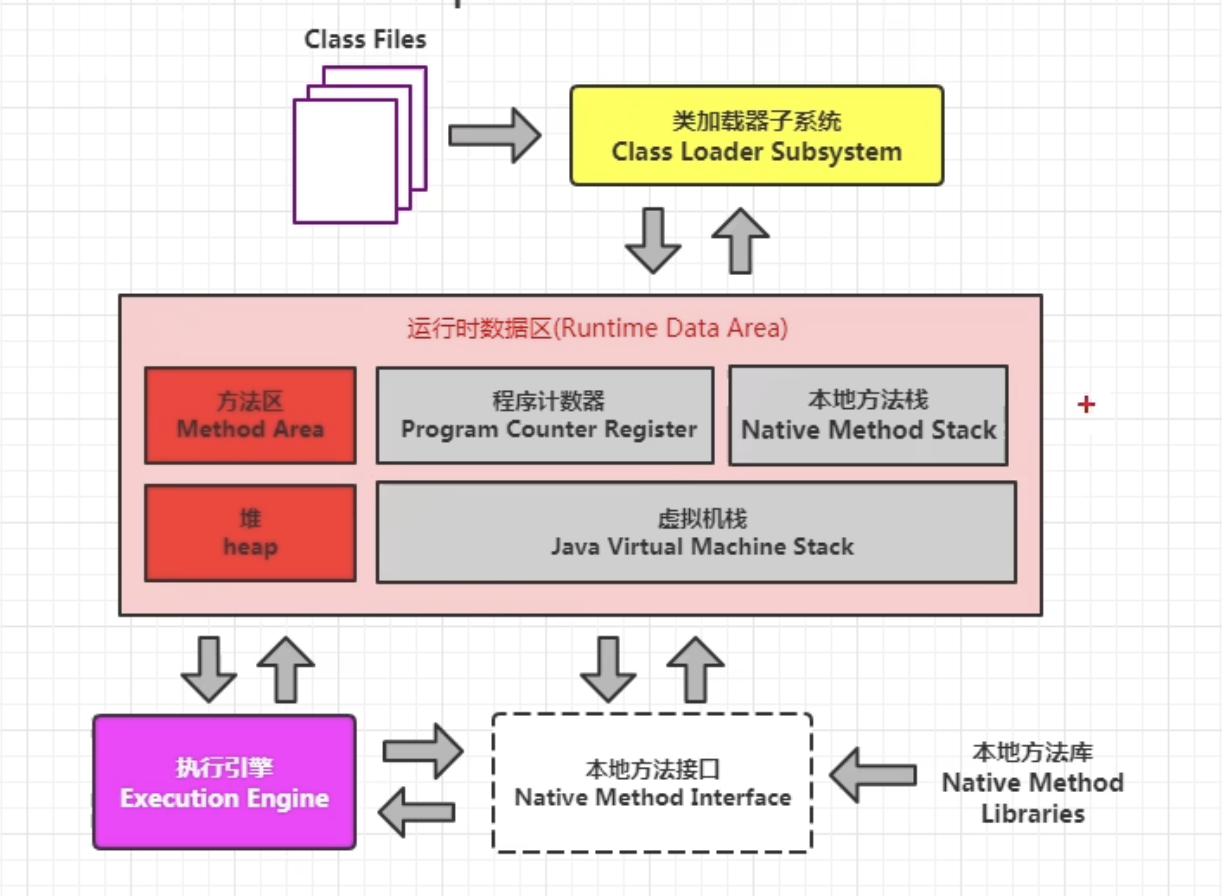 Class Files
类加载器子系统
Class Loader Subsystem
运行时数据区(Runtime Data Area)
方法区
Method Area
程序计数器
Program Counter Register
本地方法栈
Native Method Stack
堆
heap
虚拟机栈
Java Virtual Machine Stack
执行引擎
Execution Engine
本地方法接口
Native Method Interface
本地方法库
Native Method
Libraries